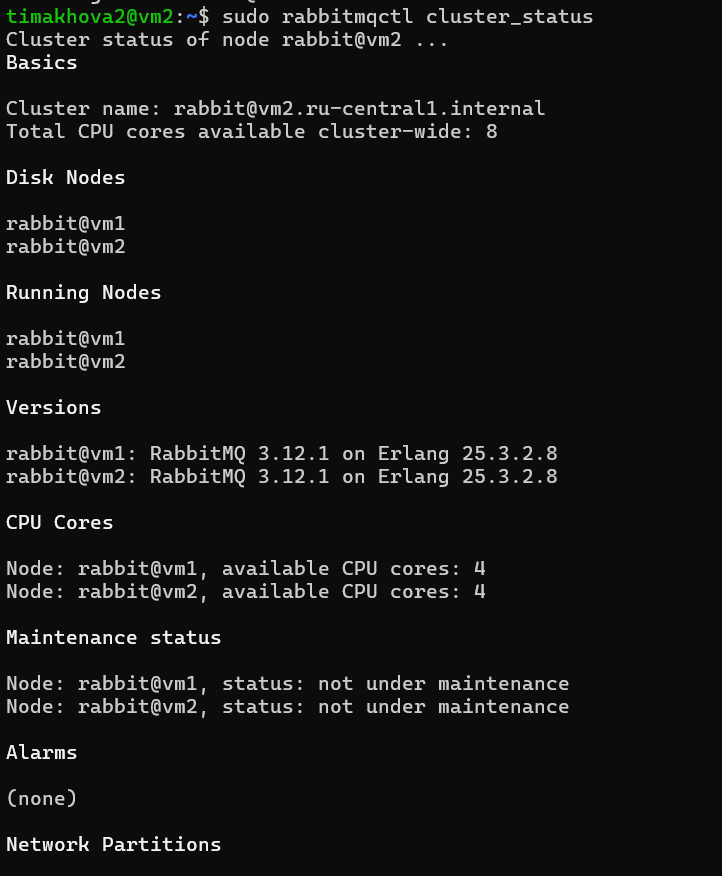 timakhova2@vm2:~$ sudo rabbitmqctl cluster_status
Cluster status of node rabbit@vm2 ...
Basics
Cluster name: rabbit@vm2.ru-central1.internal
Total CPU cores available cluster-wide: 8
Disk Nodes
rabbit@vm1
rabbit@vm2
Running Nodes
rabbit@vm1
rabbit@vm2
Versions
rabbit@vm1: RabbitMQ 3.12.1 on Erlang 25.3.2.8
rabbit@vm2: RabbitMQ 3.12.1 on Erlang 25.3.2.8
CPU Cores
Node: rabbit@vm1, available CPU cores: 4
Node: rabbit@vm2, available CPU cores: 4
Maintenance status
Node: rabbit@vm1, status: not under maintenance
Node: rabbit@vm2, status: not under maintenance
Alarms
(none)
Network Partitions